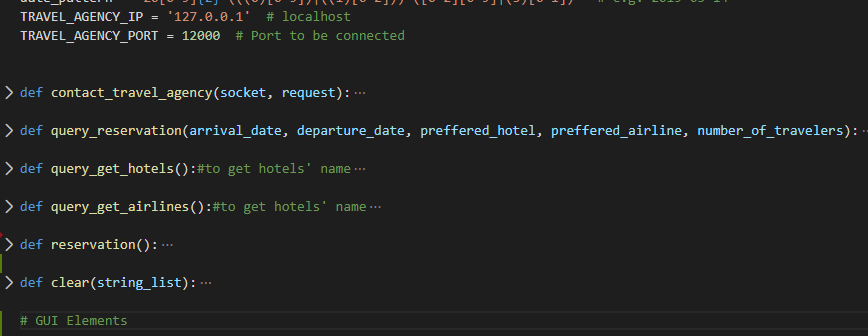 TRAVEL_AGENCY_IP = '127.0.0.1'  # localhost
TRAVEL_AGENCY_PORT = 12000  # Port to be connected
def contact_travel_agency(socket, request):···
def query_reservation(arrival_date, departure_date, preffered_hotel, preffered_airline, number_of_travelers):··
def query_get_hotels():#to get hotels' name···
def query_get_airlines():#to get hotels' name···
def reservation():···
def clear(string_list):···
# GUI Elements